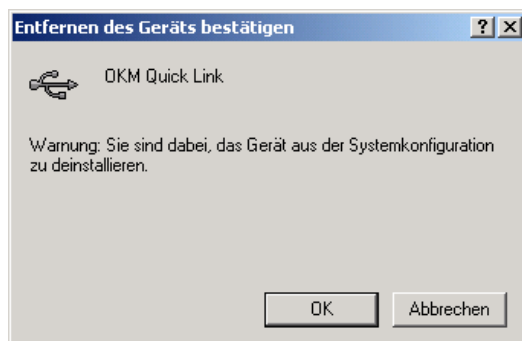 Entfernen des Geräts bestätigen
OKM Quick Link
Warnung: Sie sind dabei, das Gerät aus der Systemkonfiguration
zu deinstallieren.
OK
Abbrechen